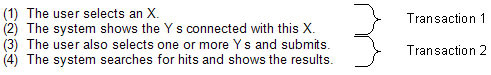 (1) The user selects an X.
(2) The system shows the Y s connected with this X.
Transaction 1
(3) The user also selects one or more Y s and submits.
(4) The system searches for hits and shows the results.
Transaction 2